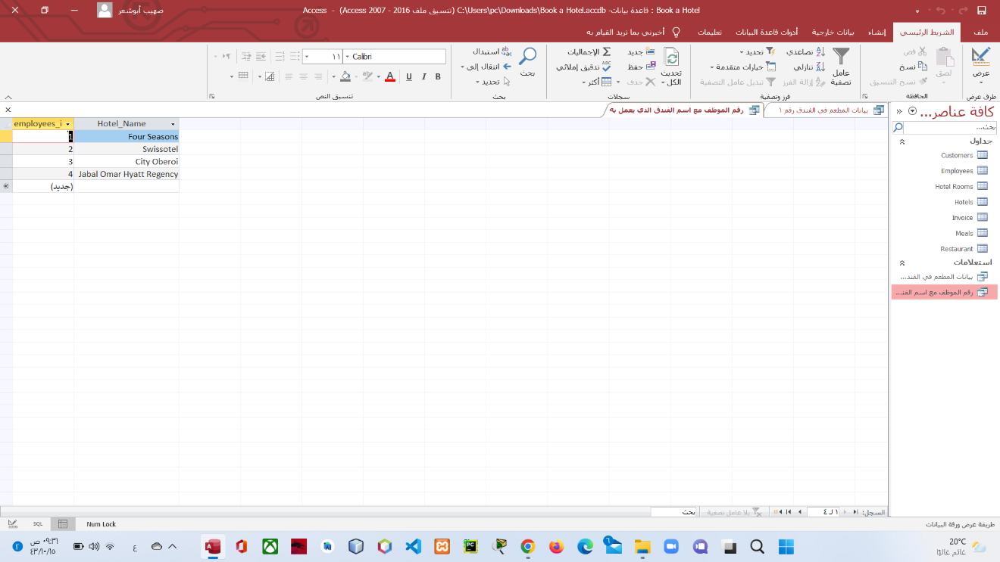 Book a Hotel : قاعدة بيانات- C:\Users\pc\Downloads\Book a Hotel.accdb (تنسيق ملف Access 2007 - 2016) - Access
صهيب أبوشعر
ملف
الشريط الرئيسي
إنشاء
بيانات خارجية
أدوات قاعدة البيانات
تعليمات
أخبرني بما تريد القيام به
عرض
طرق عرض
لصق
قص
نسخ
نسخ التنسيق
الحافظة
عامل تصفية
تصاعدي
تنازلي
إزالة الفرز
تحديد
خيارات متقدمة
تبديل عامل التصفية
فرز وتصفية
تحديث الكل
جديد
حفظ
حذف
الإجماليات
تدقيق إملائي
أكثر
سجلات
بحث
استبدال
الانتقال إلى
تحديد
بحث
Calibri
١١
B I U A
تنسيق النص
كافة عناصر...
بحث...
جداول
Customers
Employees
Hotel Rooms
Hotels
Invoice
Meals
Restaurant
استعلامات
بيانات المطعم في الفند...
رقم الموظف مع اسم الفن...
بيانات المطعم في الفندق رقم ١
رقم الموظف مع اسم الفندق الذي يعمل به
employees_i Hotel_Name
1 Four Seasons
2 Swissotel
3 City Oberoi
4 Jabal Omar Hyatt Regency
(جديد)
السجل: ١ لـ ٤
بلا عامل تصفية
بحث
طريقة عرض ورقة البيانات
Num Lock
SQL
20°C
غائم غالبًا
ع
٠٩:٣١ ص
٤٣/١٠/١٥
٢